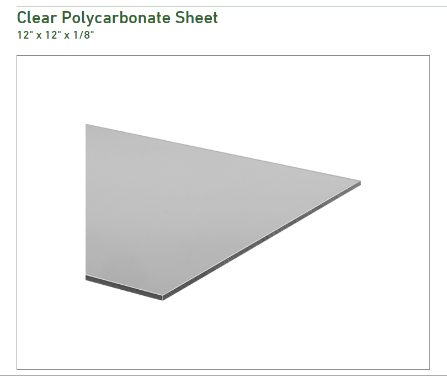 Clear Polycarbonate Sheet
12" x 12" x 1/8"